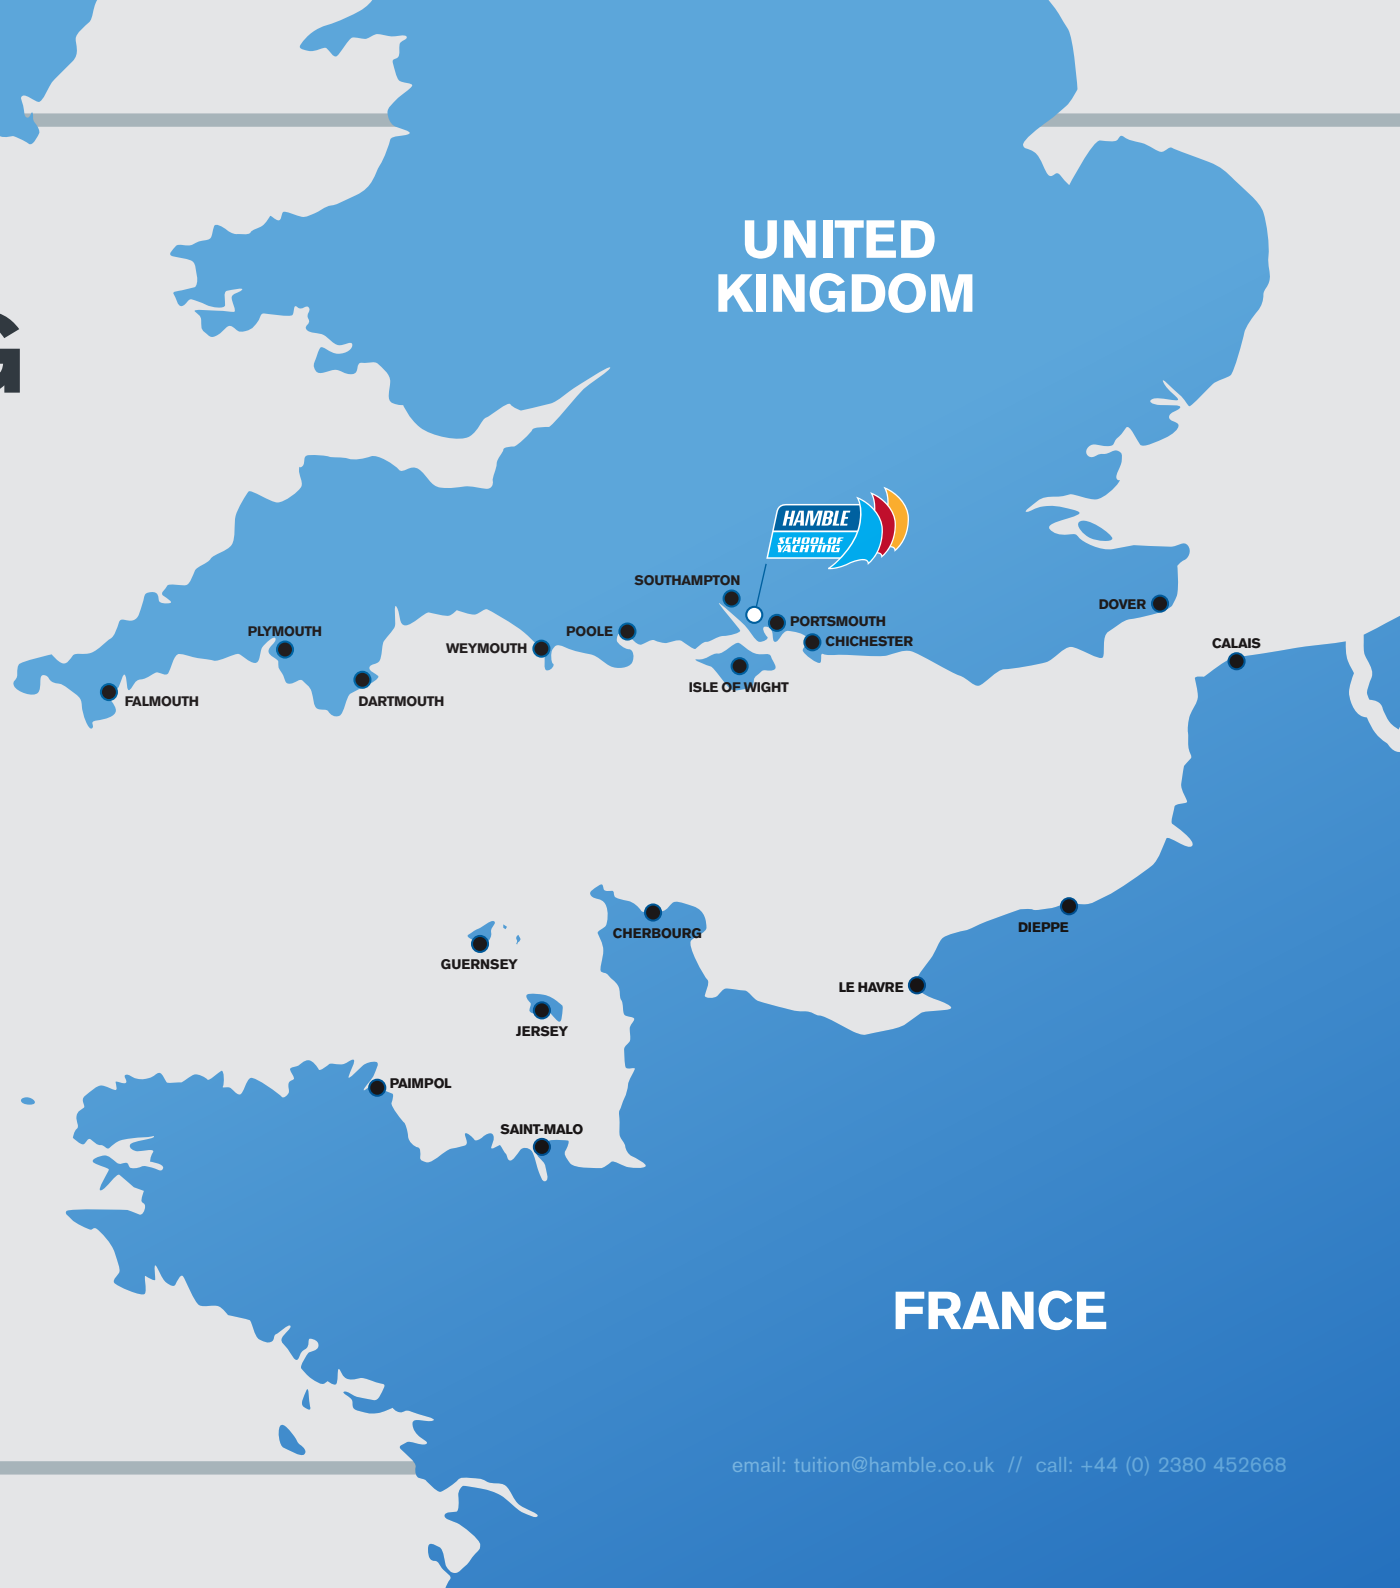 UNITED
KINGDOM
G
HAMBLE
SCHOOL OF
YACHTING
SOUTHAMPTON
PORTSMOUTH
CHICHESTER
POOLE
WEYMOUTH
ISLE OF WIGHT
PLYMOUTH
DARTMOUTH
FALMOUTH
DOVER
CALAIS
DIEPPE
LE HAVRE
CHERBOURG
GUERNSEY
JERSEY
PAIMPOL
SAINT-MALO
FRANCE
email: tuition@hamble.co.uk // call: +44 (0) 2380 452668